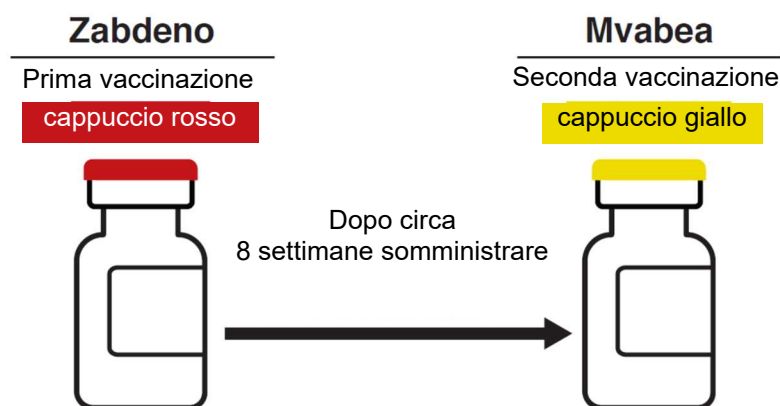 Zabdeno
Prima vaccinazione
cappuccio rosso
Mvabea
Seconda vaccinazione
cappuccio giallo
Dopo circa
8 settimane somministrare